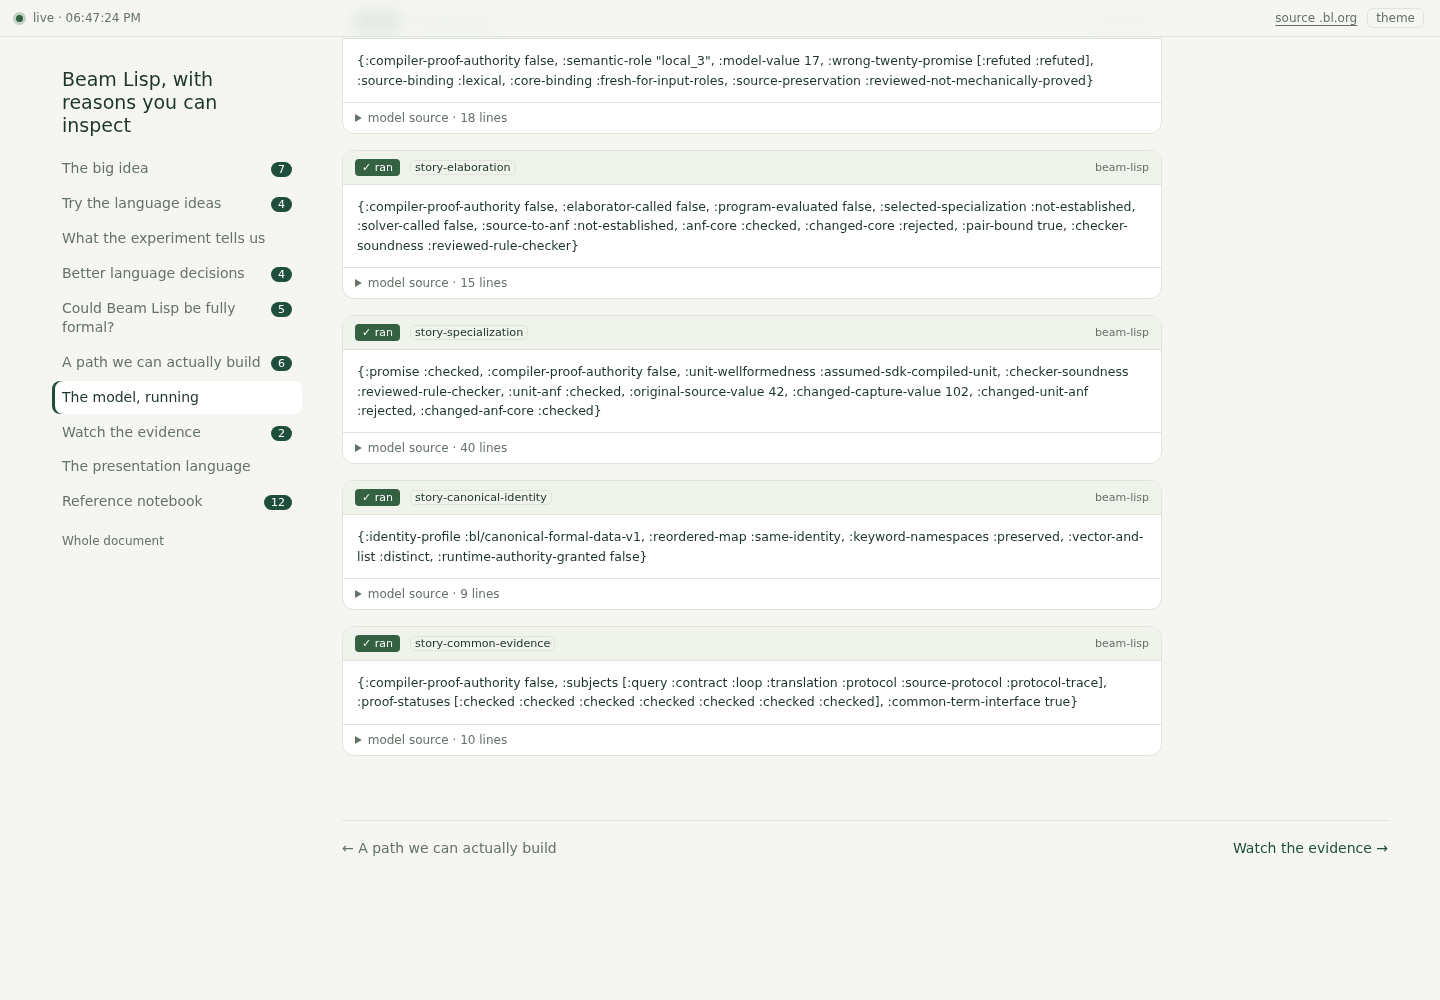 live · 06:47:24 PM
source .bl.org
theme
Beam Lisp, with
reasons you can
inspect
The big idea 7
Try the language ideas 4
What the experiment tells us
Better language decisions 4
Could Beam Lisp be fully 5
formal?
A path we can actually build 6
The model, running
Watch the evidence 2
The presentation language
Reference notebook 12
Whole document
{:compiler-proof-authority false, :semantic-role "local_3", :model-value 17, :wrong-twenty-promise [:refuted :refuted],
:source-binding :lexical, :core-binding :fresh-for-input-roles, :source-preservation :reviewed-not-mechanically-proved}
▶ model source · 18 lines
✓ ran story-elaboration beam-lisp
{:compiler-proof-authority false, :elaborator-called false, :program-evaluated false, :selected-specialization :not-established,
:solver-called false, :source-to-anf :not-established, :anf-core :checked, :changed-core :rejected, :pair-bound true, :checker-
soundness :reviewed-rule-checker}
▶ model source · 15 lines
✓ ran story-specialization beam-lisp
{:promise :checked, :compiler-proof-authority false, :unit-wellformedness :assumed-sdk-compiled-unit, :checker-soundness
:reviewed-rule-checker, :unit-anf :checked, :original-source-value 42, :changed-capture-value 102, :changed-unit-anf
:rejected, :changed-anf-core :checked}
▶ model source · 40 lines
✓ ran story-canonical-identity beam-lisp
{:identity-profile :bl/canonical-formal-data-v1, :reordered-map :same-identity, :keyword-namespaces :preserved, :vector-and-
list :distinct, :runtime-authority-granted false}
▶ model source · 9 lines
✓ ran story-common-evidence beam-lisp
{:compiler-proof-authority false, :subjects [:query :contract :loop :translation :protocol :source-protocol :protocol-trace],
:proof-statuses [:checked :checked :checked :checked :checked :checked :checked], :common-term-interface true}
▶ model source · 10 lines
← A path we can actually build
Watch the evidence →